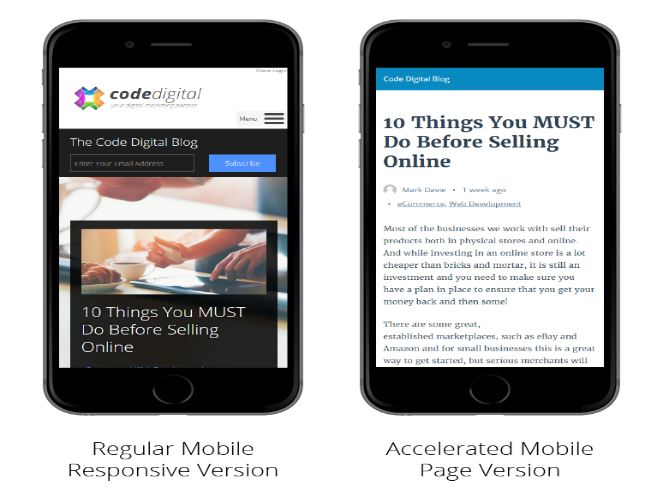 Client Login
codedigital
your digital marketing partner
Menu
The Code Digital Blog
Enter Your Email Address
Subscribe
10 Things You MUST
Do Before Selling
Online
Regular Mobile
Responsive Version
Code Digital Blog
10 Things You MUST
Do Before Selling
Online
Mark Davie • 1 week ago
• eCommerce, Web Development
Most of the businesses we work with sell their
products both in physical stores and online.
And while investing in an online store is a lot
cheaper than bricks and mortar, it is still an
investment and you need to make sure you
have a plan in place to ensure that you get your
money back and then some!
There are some great,
established marketplaces, such as eBay and
Amazon and for small businesses this is a great
way to get started, but serious merchants will
Accelerated Mobile
Page Version